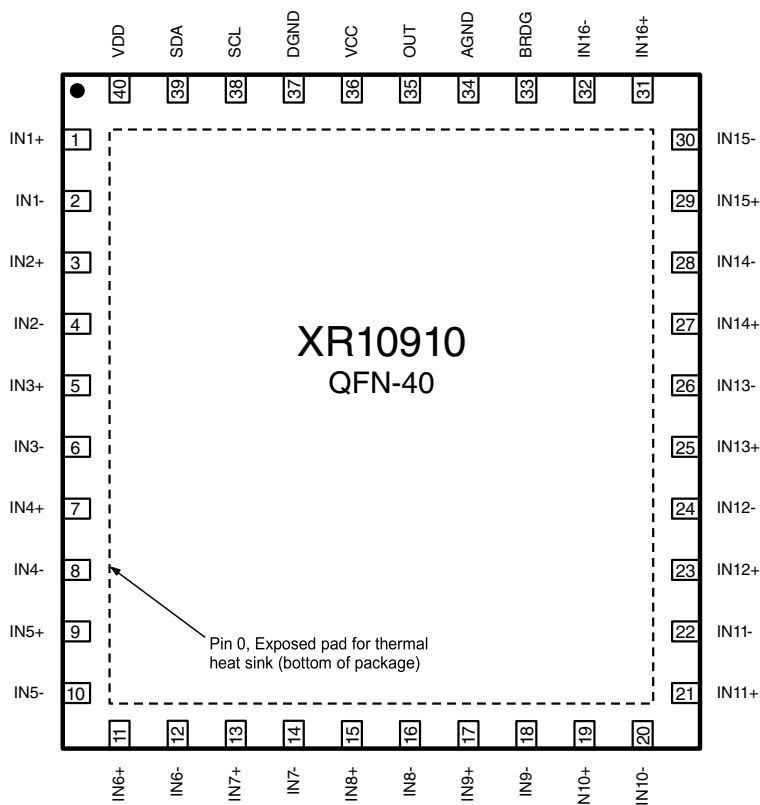 VDD SDA SCL DGND VCC OUT AGND BRDG IN16- IN16+
40 39 38 37 36 35 34 33 32 31
IN1+ 1 30 IN15-
IN1- 2 29 IN15+
IN2+ 3 28 IN14-
IN2- 4 27 IN14+
XR10910
QFN-40
IN3+ 5 26 IN13-
IN3- 6 25 IN13+
IN4+ 7 24 IN12-
IN4- 8 23 IN12+
IN5+ 9 22 IN11-
Pin 0, Exposed pad for thermal
heat sink (bottom of package)
IN5- 10 21 IN11+
11 12 13 14 15 16 17 18 19 20
IN6+ IN6- IN7+ IN7- IN8+ IN8- IN9+ IN9- N10+ IN10-